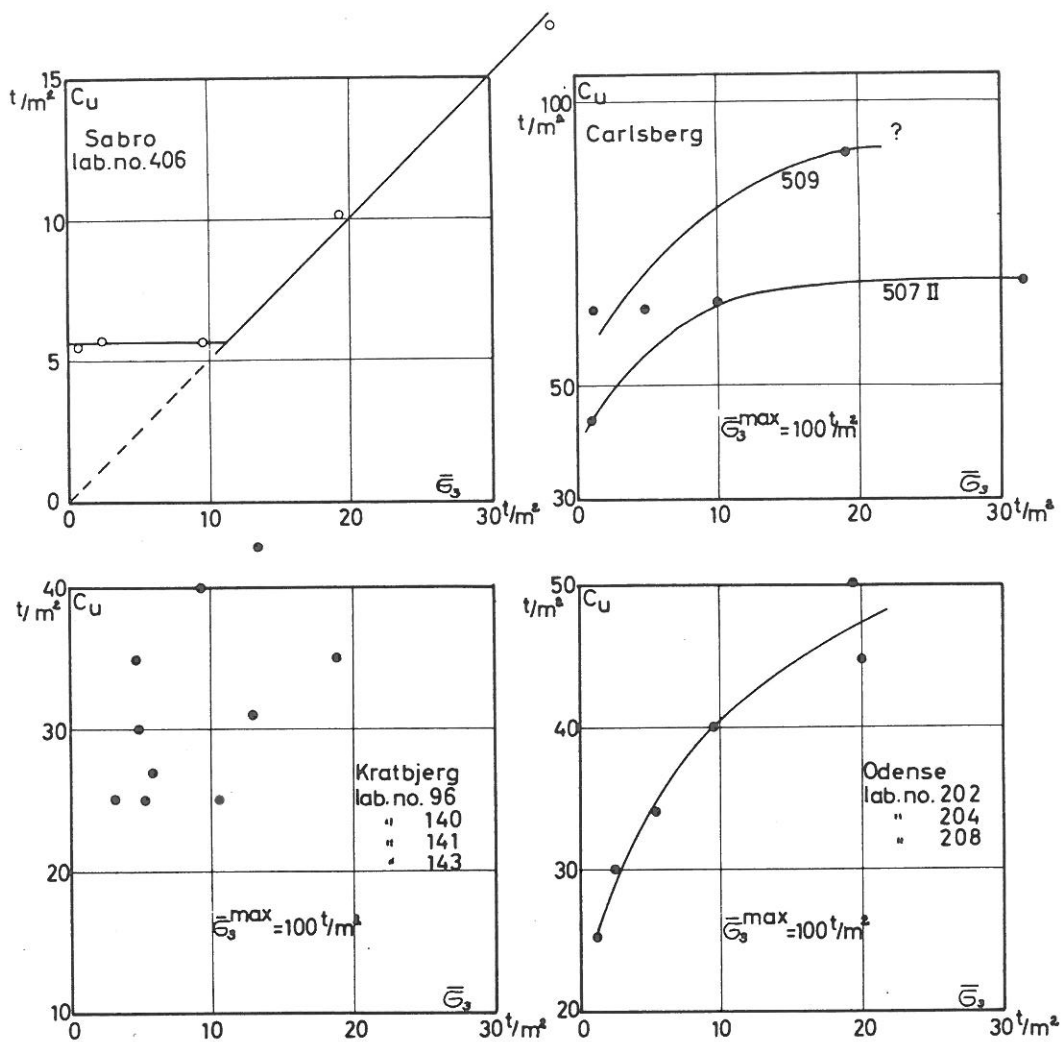 15
t/m²
Cu
Sabro
lab.no.406
10
5
0
σ̄₃
0 10 20 30 t/m²
100
t/m²
Cu
Carlsberg
?
509
507 II
50
σ̄₃max = 100 t/m²
30
σ̄₃
0 10 20 30 t/m²
40
t/m²
Cu
30
Kratbjerg
lab.no. 96
" 140
" 141
" 143
20
σ̄₃max = 100 t/m²
10
σ̄₃
0 10 20 30 t/m²
50
t/m²
Cu
40
Odense
lab.no. 202
" 204
" 208
30
σ̄₃max = 100 t/m²
20
σ̄₃
0 10 20 30 t/m²